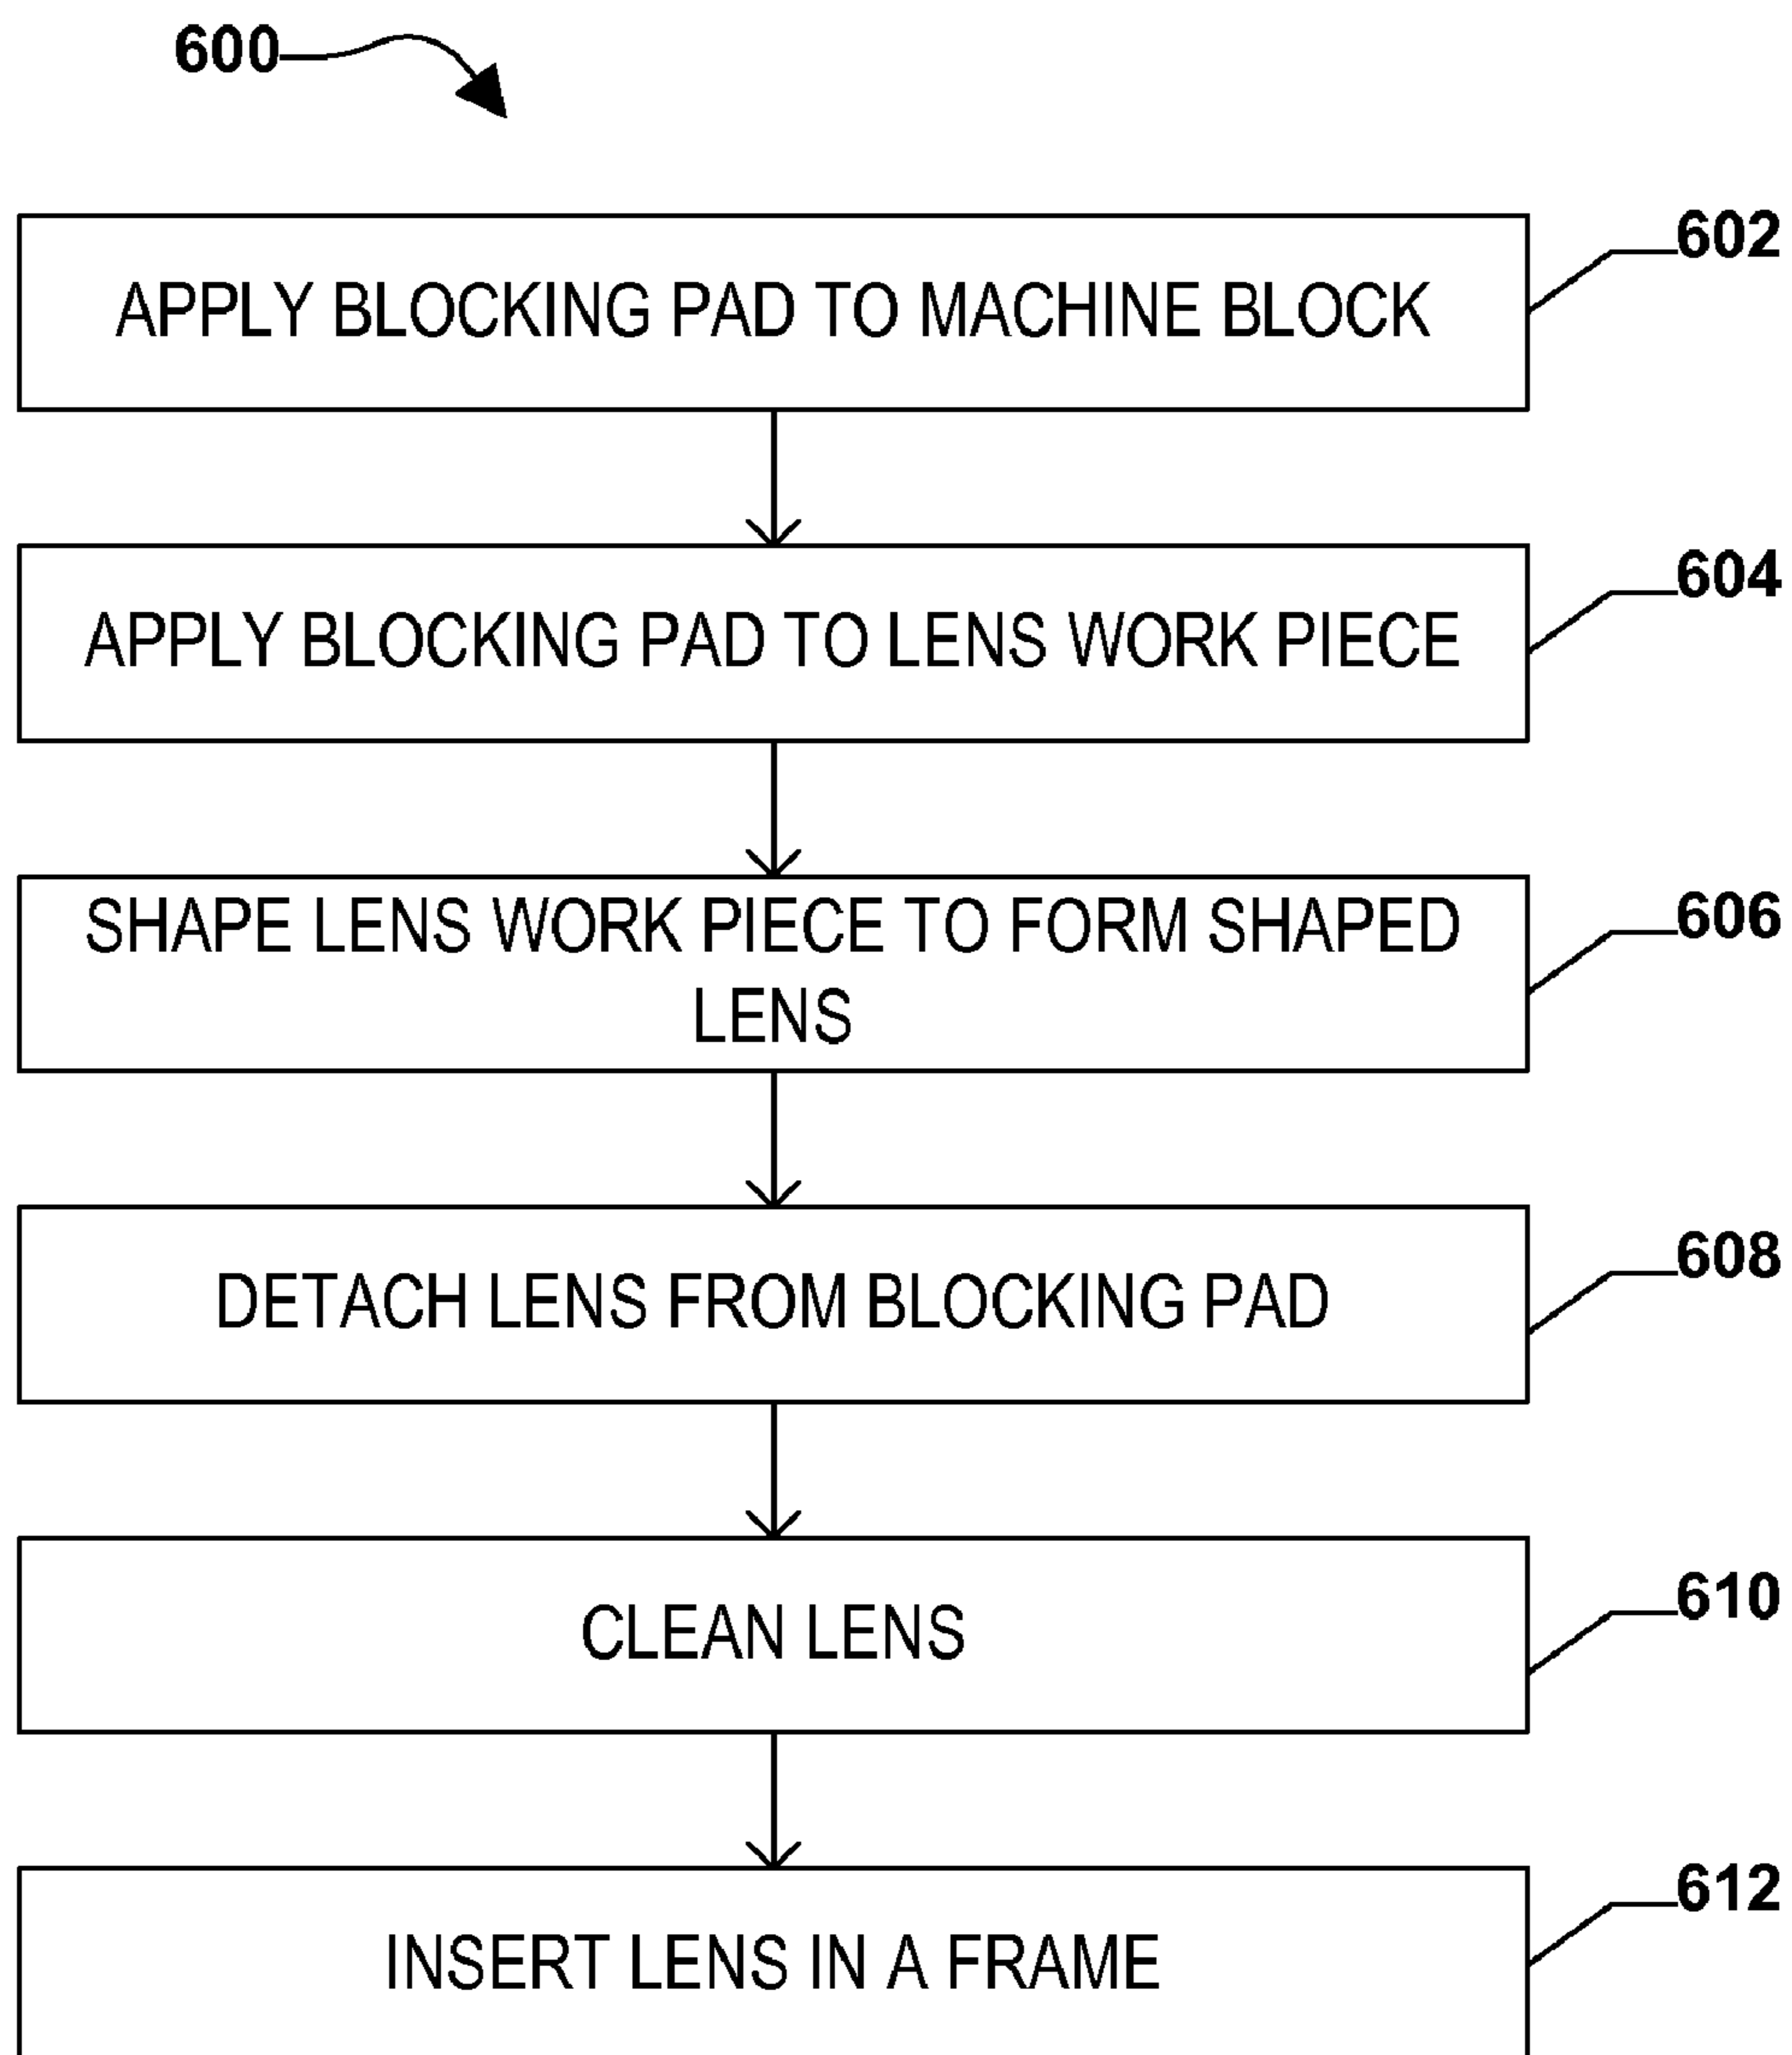 600
602
APPLY BLOCKING PAD TO MACHINE BLOCK
604
APPLY BLOCKING PAD TO LENS WORK PIECE
606
SHAPE LENS WORK PIECE TO FORM SHAPED
LENS
608
DETACH LENS FROM BLOCKING PAD
610
CLEAN LENS
612
INSERT LENS IN A FRAME